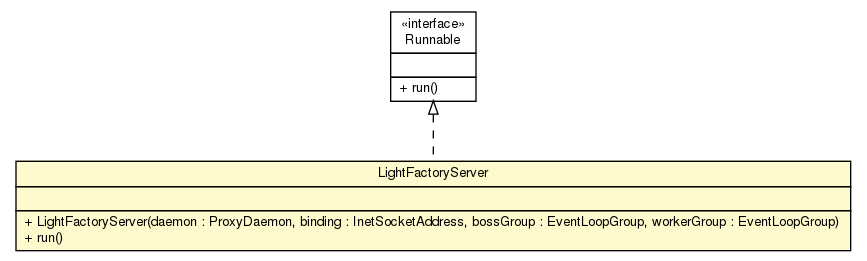 «interface»
Runnable
+ run()
LightFactoryServer
+ LightFactoryServer(daemon : ProxyDaemon, binding : InetSocketAddress, bossGroup : EventLoopGroup, workerGroup : EventLoopGroup)
+ run()